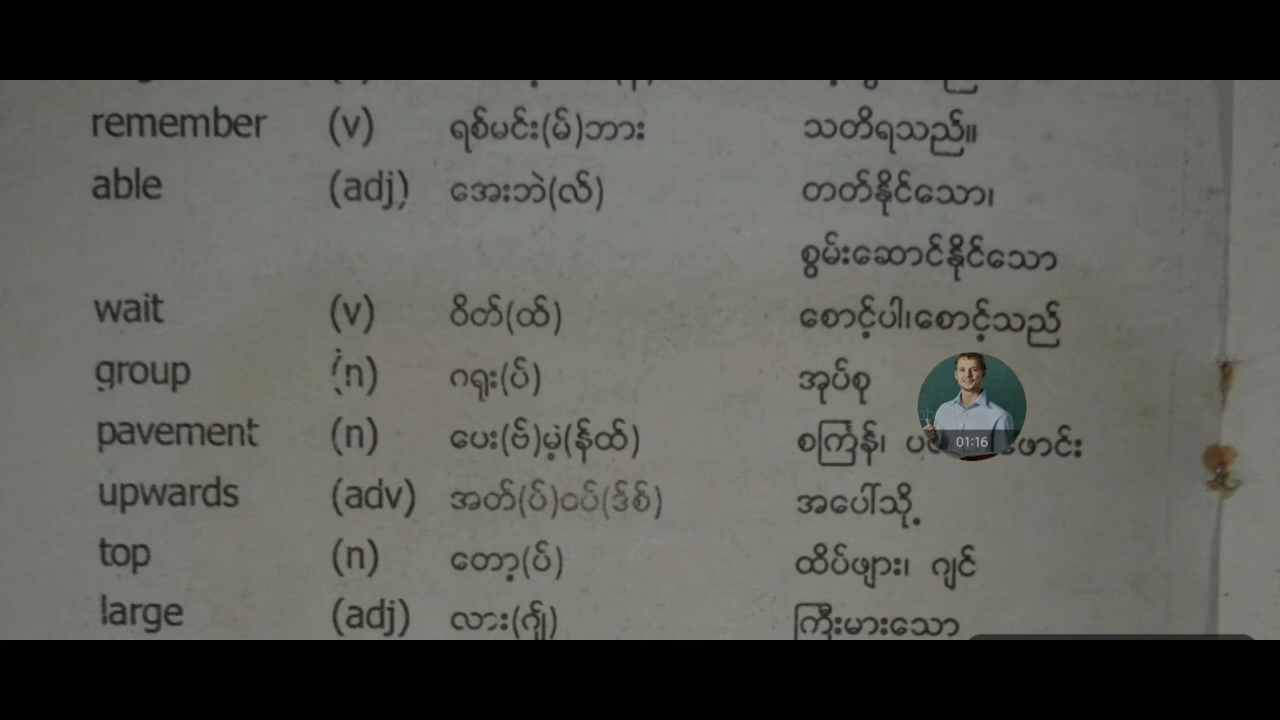 remember (v) ရစ်မင်း(မ်)ဘား သတိရသည်။
able (adj) အေးဘဲ(လ်) တတ်နိုင်သော၊
စွမ်းဆောင်နိုင်သော
wait (v) ဝိတ်(ထ်) စောင့်ပါ၊စောင့်သည်
group (n) ဂရူး(ပ်) အုပ်စု
01:16
pavement (n) ပေး(ဗ်)မဲ့(န်ထ်) စင်္ကြန်၊
upwards (adv) အတ်(ပ်)ဝပ်(ဒ်စ်) အပေါ်သို့
top (n) တော့(ပ်) ထိပ်ဖျား၊ ဂျင်
large (adj) လား(ဂျ်) ကြီးမားသော